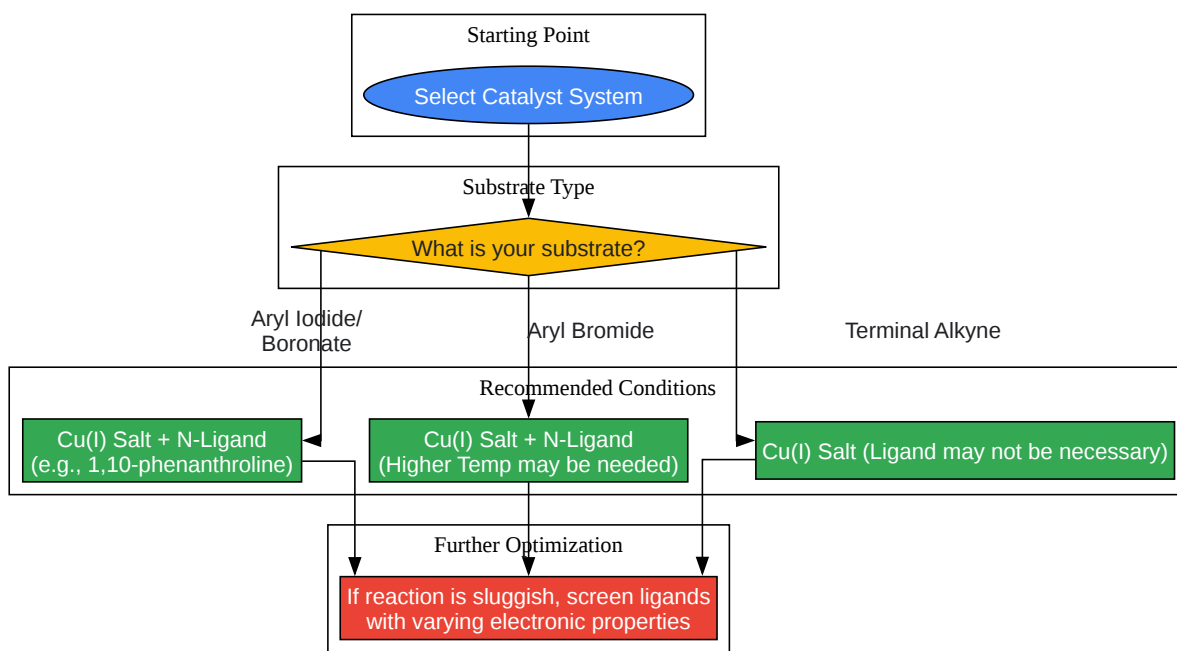 Starting Point
Select Catalyst System
Substrate Type
What is your substrate?
Aryl Iodide/
Boronate
Aryl Bromide
Terminal Alkyne
Recommended Conditions
Cu(I) Salt + N-Ligand
(e.g., 1,10-phenanthroline)
Cu(I) Salt + N-Ligand
(Higher Temp may be needed)
Cu(I) Salt (Ligand may not be necessary)
Further Optimization
If reaction is sluggish, screen ligands
with varying electronic properties